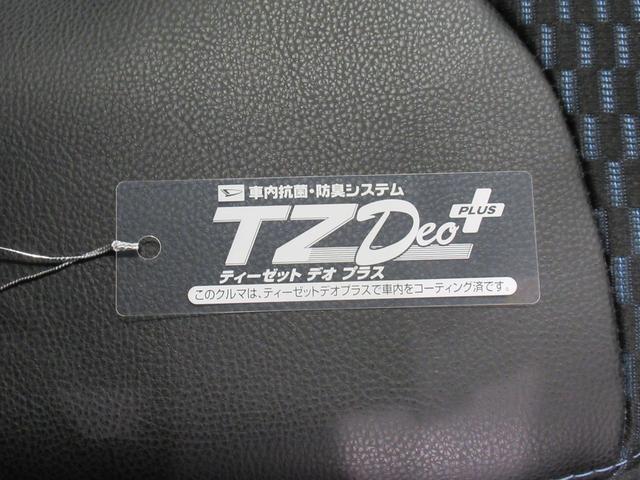 車内抗菌・防臭システム
TZDeo PLUS
ティーゼット デオ プラス
このクルマは、ティーゼットデオプラスで車内をコーティング済です。